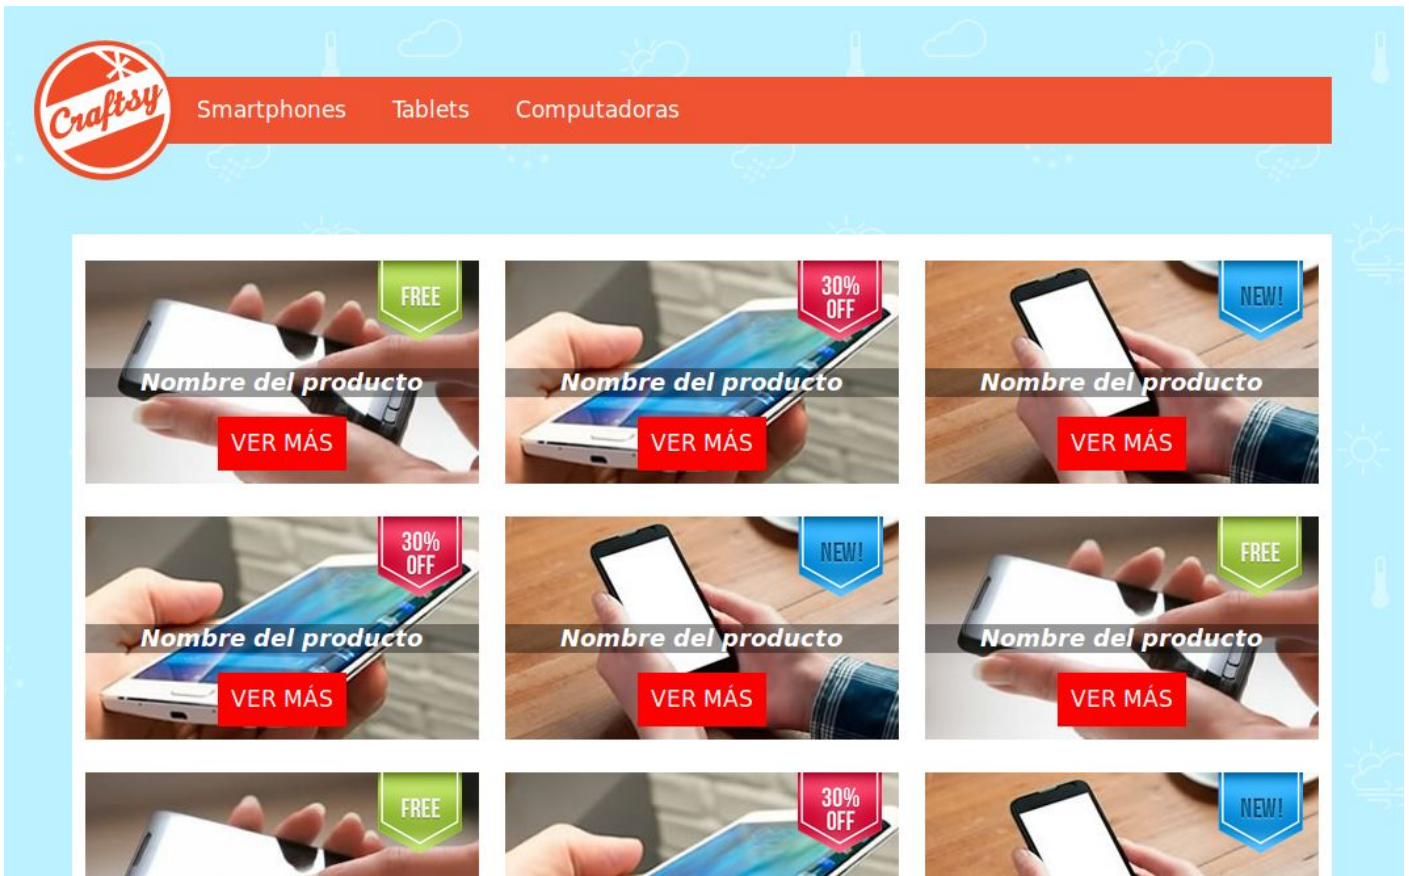 Craftsy
Smartphones Tablets Computadoras
FREE
30%
OFF
NEW!
Nombre del producto
Nombre del producto
Nombre del producto
VER MÁS
VER MÁS
VER MÁS
30%
OFF
NEW!
FREE
Nombre del producto
Nombre del producto
Nombre del producto
VER MÁS
VER MÁS
VER MÁS
FREE
30%
OFF
NEW!